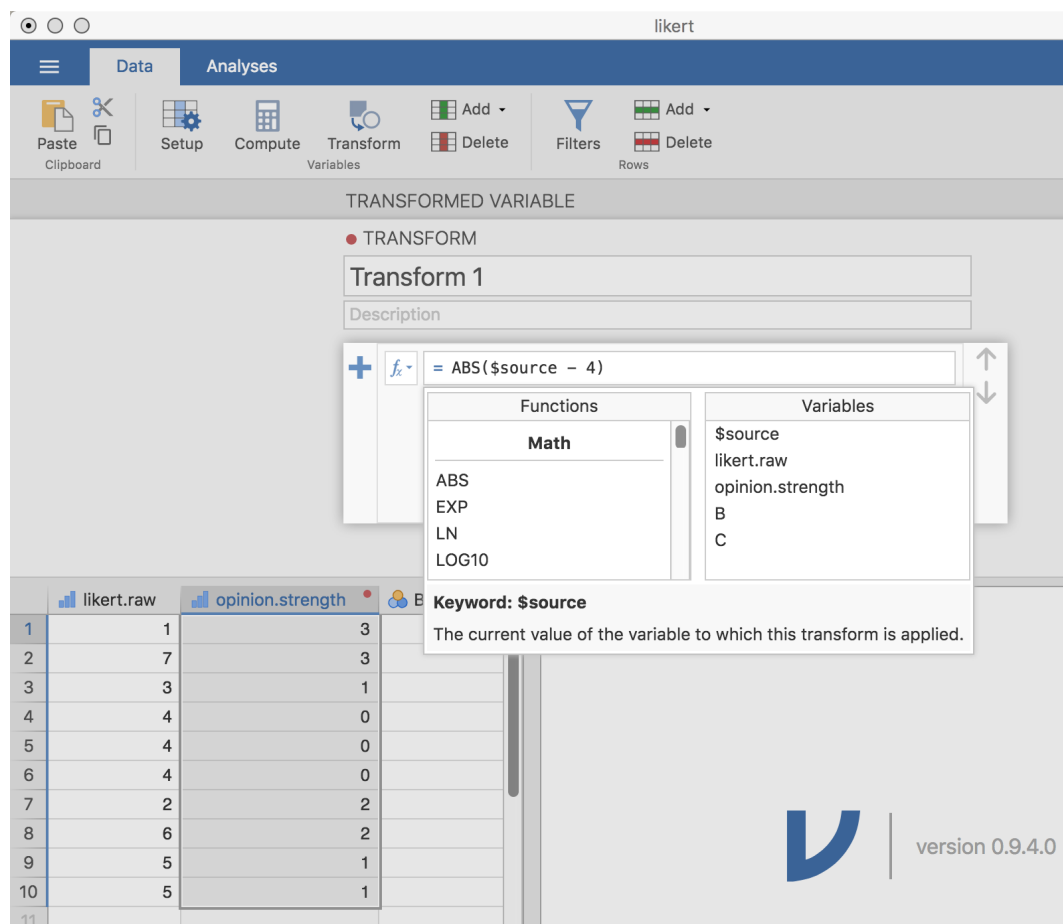 likert
Data Analyses
Paste
Clipboard
Setup Compute Transform Add Delete
Variables
Filters Add Delete
Rows
TRANSFORMED VARIABLE
TRANSFORM
Transform 1
Description
fx = ABS($source – 4)
Functions
Math
ABS
EXP
LN
LOG10
Variables
$source
likert.raw
opinion.strength
B
C
Keyword: $source
The current value of the variable to which this transform is applied.
likert.raw opinion.strength B
1 1 3
2 7 3
3 3 1
4 4 0
5 4 0
6 4 0
7 2 2
8 6 2
9 5 1
10 5 1
11
version 0.9.4.0